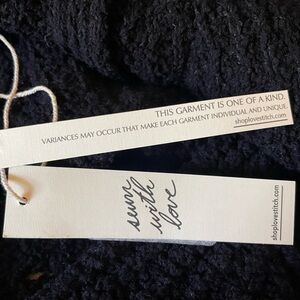 THIS GARMENT IS ONE OF A KIND.
VARIANCES MAY OCCUR THAT MAKE EACH GARMENT INDIVIDUAL AND UNIQUE.
shoplovestitch.com
sewn
with
love
shoplovestitch.com